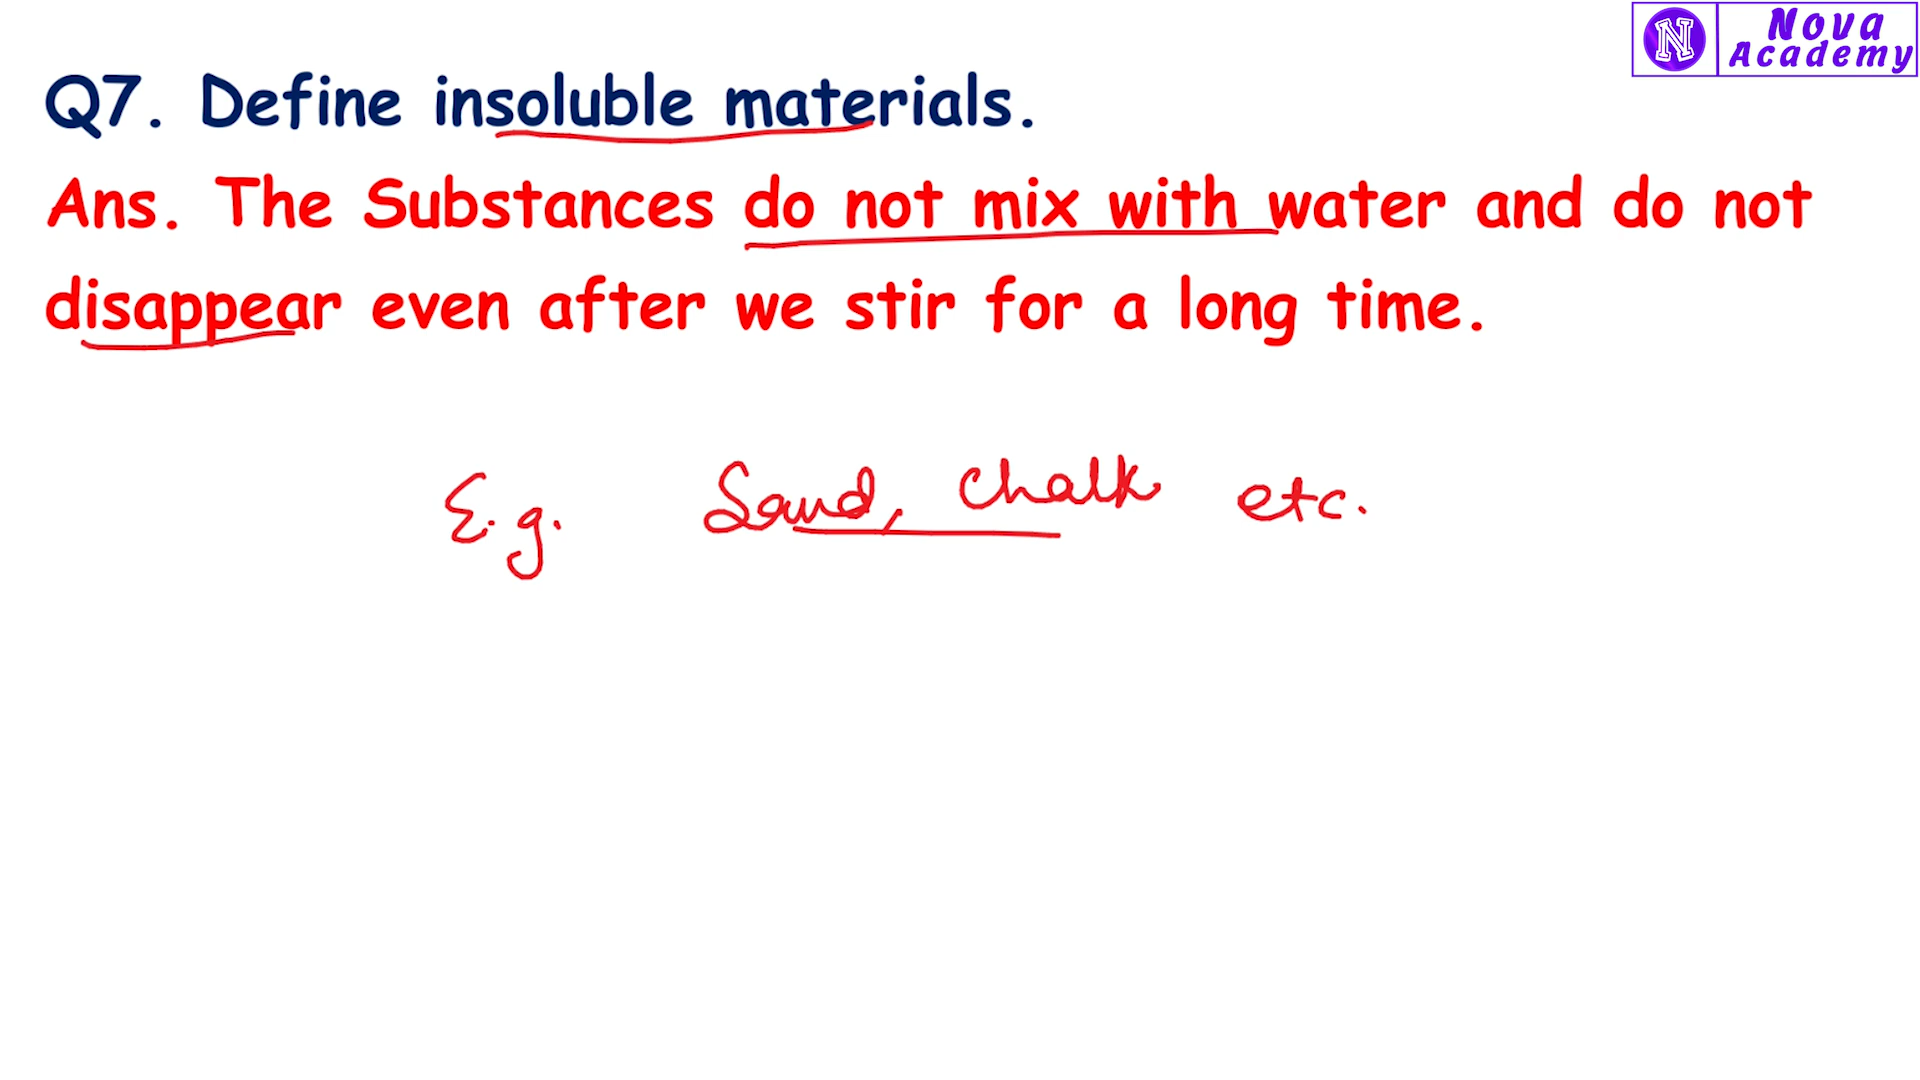 N Nova
Academy
Q7. Define insoluble materials.
Ans. The Substances do not mix with water and do not
disappear even after we stir for a long time.
E.g. Sand, chalk etc.